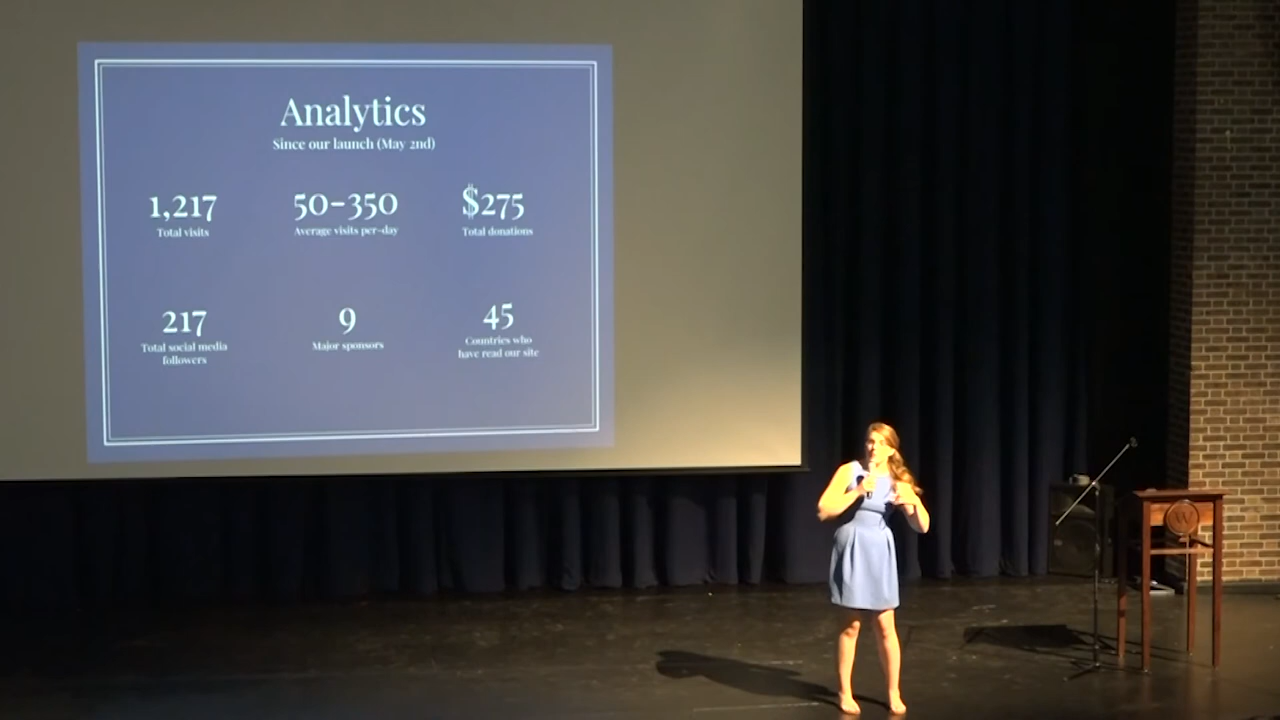 Analytics
Since our launch (May 2nd)
1,217
Total visits
50-350
Average visits per-day
$275
Total donations
217
Total social media
followers
9
Major sponsors
45
Countries who
have read our site
W